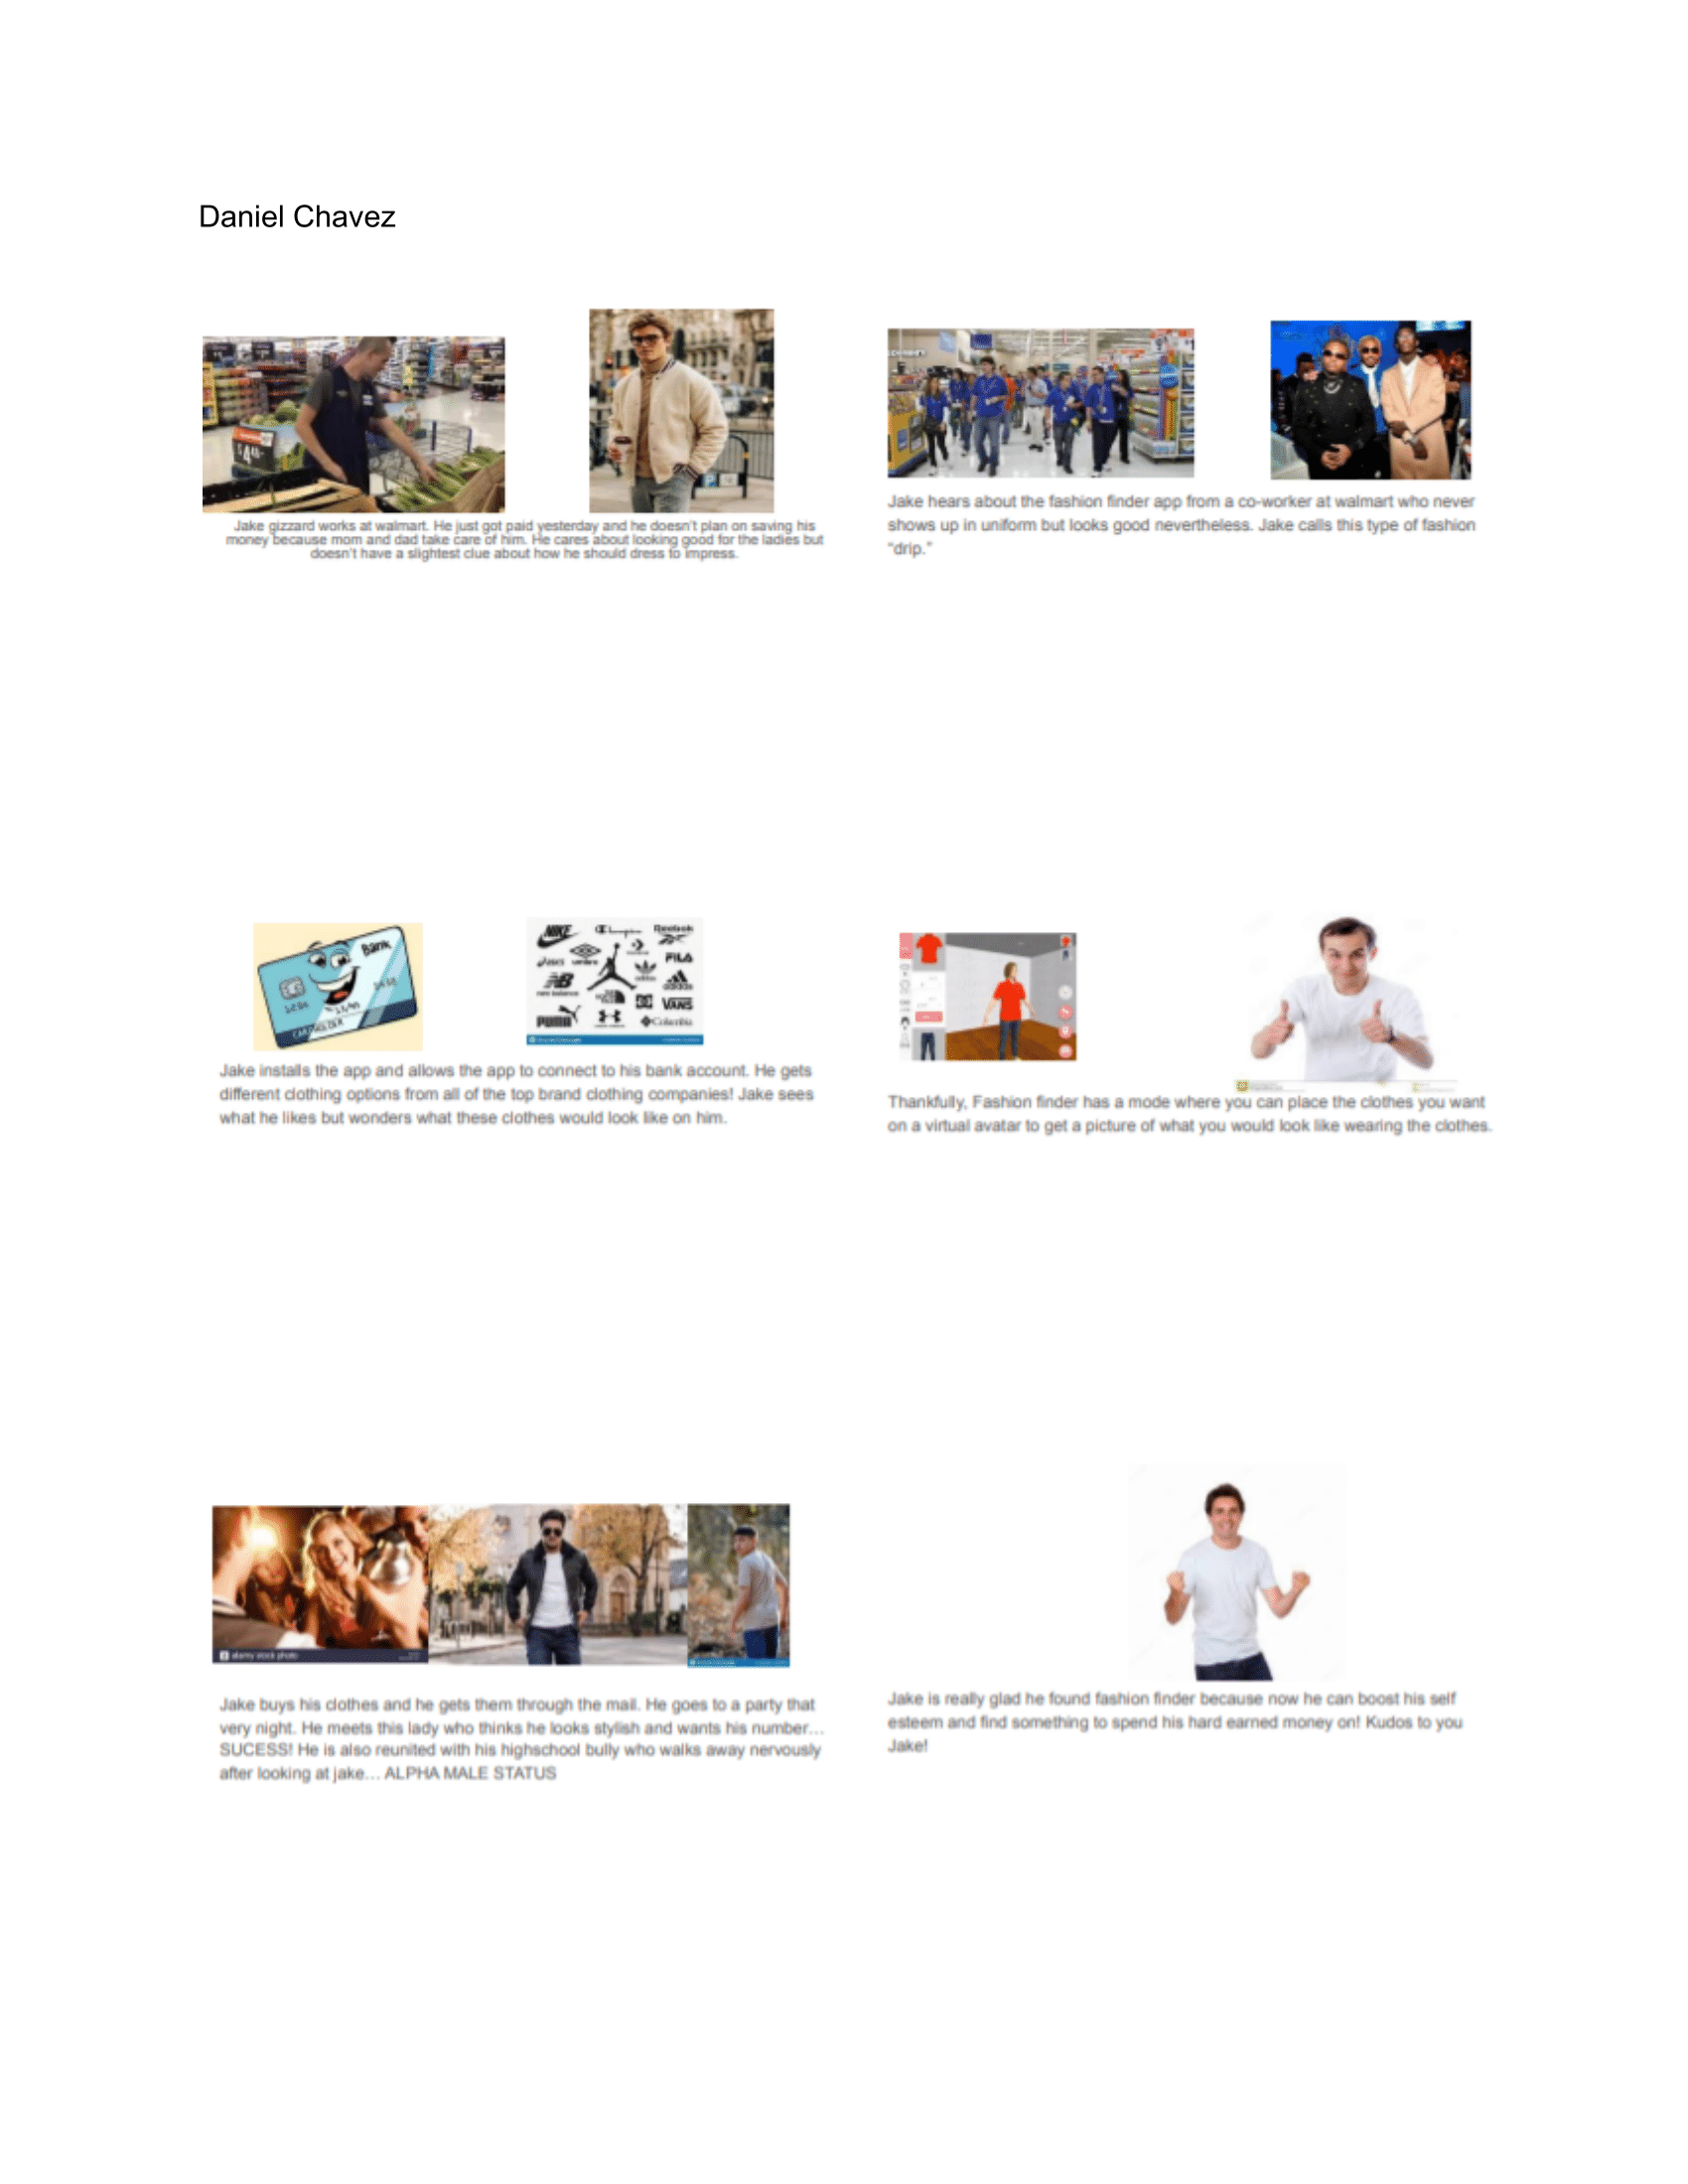 Daniel Chavez
Jake gizzard works at walmart. He just got paid yesterday and he doesn't plan on saving his
money because mom and dad take care of him. He cares about looking good for the ladies but
doesn't have a slightest clue about how he should dress to impress.
Jake hears about the fashion finder app from a co-worker at walmart who never
shows up in uniform but looks good nevertheless. Jake calls this type of fashion
"drip."
Bank
NIKE
Champion
Reebok
asics
umbro
FILA
NB
adidas
VANS
PUMA
Columbia
Jake installs the app and allows the app to connect to his bank account. He gets
different clothing options from all of the top brand clothing companies! Jake sees
what he likes but wonders what these clothes would look like on him.
Thankfully, Fashion finder has a mode where you can place the clothes you want
on a virtual avatar to get a picture of what you would look like wearing the clothes.
alamy stock photo
Jake buys his clothes and he gets them through the mail. He goes to a party that
very night. He meets this lady who thinks he looks stylish and wants his number...
SUCESS! He is also reunited with his highschool bully who walks away nervously
after looking at jake... ALPHA MALE STATUS
Jake is really glad he found fashion finder because now he can boost his self
esteem and find something to spend his hard earned money on! Kudos to you
Jake!